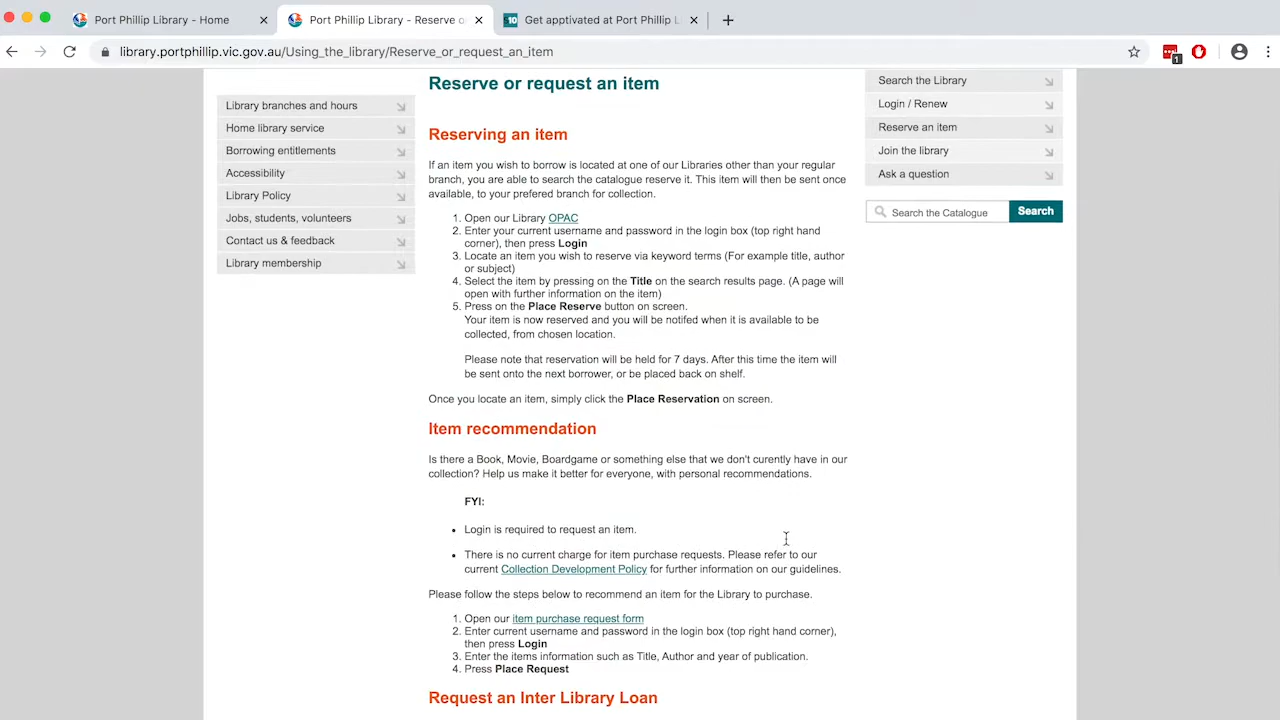 Port Phillip Library - Home
Port Phillip Library - Reserve o
Get apptivated at Port Phillip L
library.portphillip.vic.gov.au/Using_the_library/Reserve_or_request_an_item
1
Library branches and hours
Home library service
Borrowing entitlements
Accessibility
Library Policy
Jobs, students, volunteers
Contact us & feedback
Library membership
Reserve or request an item
Reserving an item
If an item you wish to borrow is located at one of our Libraries other than your regular
branch, you are able to search the catalogue reserve it. This item will then be sent once
available, to your prefered branch for collection.
1. Open our Library OPAC
2. Enter your current username and password in the login box (top right hand
corner), then press Login
3. Locate an item you wish to reserve via keyword terms (For example title, author
or subject)
4. Select the item by pressing on the Title on the search results page. (A page will
open with further information on the item)
5. Press on the Place Reserve button on screen.
Your item is now reserved and you will be notifed when it is available to be
collected, from chosen location.
Please note that reservation will be held for 7 days. After this time the item will
be sent onto the next borrower, or be placed back on shelf.
Once you locate an item, simply click the Place Reservation on screen.
Item recommendation
Is there a Book, Movie, Boardgame or something else that we don't curently have in our
collection? Help us make it better for everyone, with personal recommendations.
FYI:
• Login is required to request an item.
• There is no current charge for item purchase requests. Please refer to our
current Collection Development Policy for further information on our guidelines.
Please follow the steps below to recommend an item for the Library to purchase.
1. Open our item purchase request form
2. Enter current username and password in the login box (top right hand corner),
then press Login
3. Enter the items information such as Title, Author and year of publication.
4. Press Place Request
Request an Inter Library Loan
Search the Library
Login / Renew
Reserve an item
Join the library
Ask a question
Search the Catalogue
Search